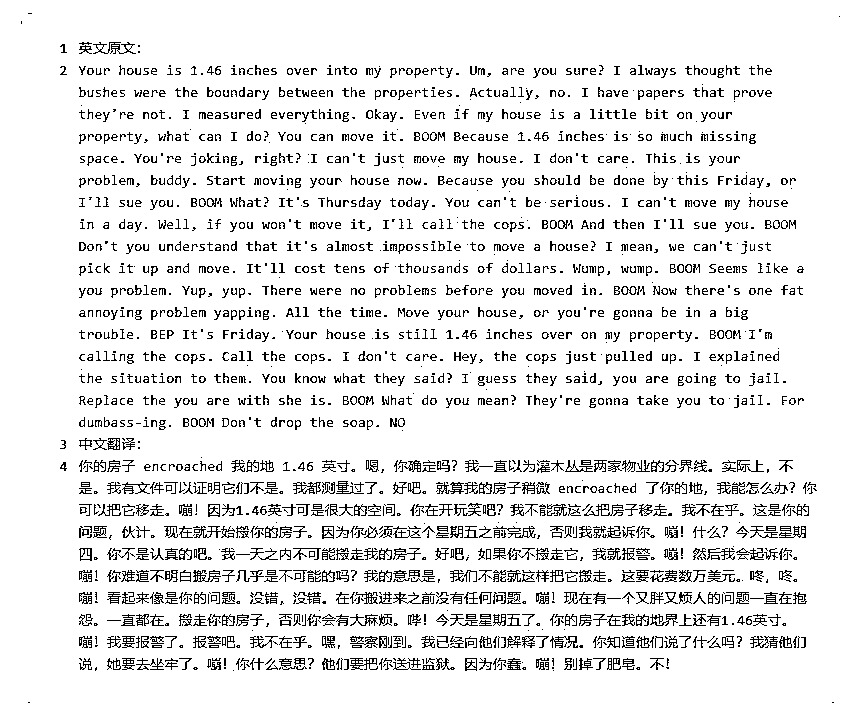 1 英文原文：
2 Your house is 1.46 inches over into my property. Um, are you sure? I always thought the
bushes were the boundary between the properties. Actually, no. I have papers that prove
they're not. I measured everything. Okay. Even if my house is a little bit on your
property, what can I do? You can move it. BOOM Because 1.46 inches is so much missing
space. You're joking, right? I can't just move my house. I don't care. This is your
problem, buddy. Start moving your house now. Because you should be done by this Friday, or
I'll sue you. BOOM What? It's Thursday today. You can't be serious. I can't move my house
in a day. Well, if you won't move it, I'll call the cops. BOOM And then I'll sue you. BOOM
Don't you understand that it's almost impossible to move a house? I mean, we can't just
pick it up and move. It'll cost tens of thousands of dollars. Wump, wump. BOOM Seems like a
you problem. Yup, yup. There were no problems before you moved in. BOOM Now there's one fat
annoying problem yapping. All the time. Move your house, or you're gonna be in a big
trouble. BEP It's Friday. Your house is still 1.46 inches over on my property. BOOM I'm
calling the cops. Call the cops. I don't care. Hey, the cops just pulled up. I explained
the situation to them. You know what they said? I guess they said, you are going to jail.
Replace the you are with she is. BOOM What do you mean? They're gonna take you to jail. For
dumbass-ing. BOOM Don't drop the soap. NO
3 中文翻译：
4 你的房子 encroached 我的地 1.46 英寸。嗯，你确定吗？我一直以为灌木丛是两家物业的分界线。实际上，不
是。我有文件可以证明它们不是。我都测量过了。好吧。就算我的房子稍微 encroached 了你的地，我能怎么办？你
可以把它移走。嘣！因为1.46英寸可是很大的空间。你在开玩笑吧？我不能就这么把房子移走。我不在乎。这是你的
问题，伙计。现在就开始搬你的房子。因为你必须在这个星期五之前完成，否则我就起诉你。嘣！什么？今天是星期
四。你不是认真的吧。我一天之内不可能搬走我的房子。好吧，如果你不搬走它，我就报警。嘣！然后我会起诉你。
嘣！你难道不明白搬房子几乎是不可能的吗？我的意思是，我们不能就这样把它搬走。这要花费数万美元。咚，咚。
嘣！看起来像是你的问题。没错，没错。在你搬进来之前没有任何问题。嘣！现在有一个又胖又烦人的问题一直在抱
怨。一直都在。搬走你的房子，否则你会有大麻烦。哔！今天是星期五了。你的房子在我的地界上还有1.46英寸。
嘣！我要报警了。报警吧。我不在乎。嘿，警察刚到。我已经向他们解释了情况。你知道他们说了什么吗？我猜他们
说，她要去坐牢了。嘣！你什么意思？他们要把你送进监狱。因为你蠢。嘣！别掉了肥皂。不！